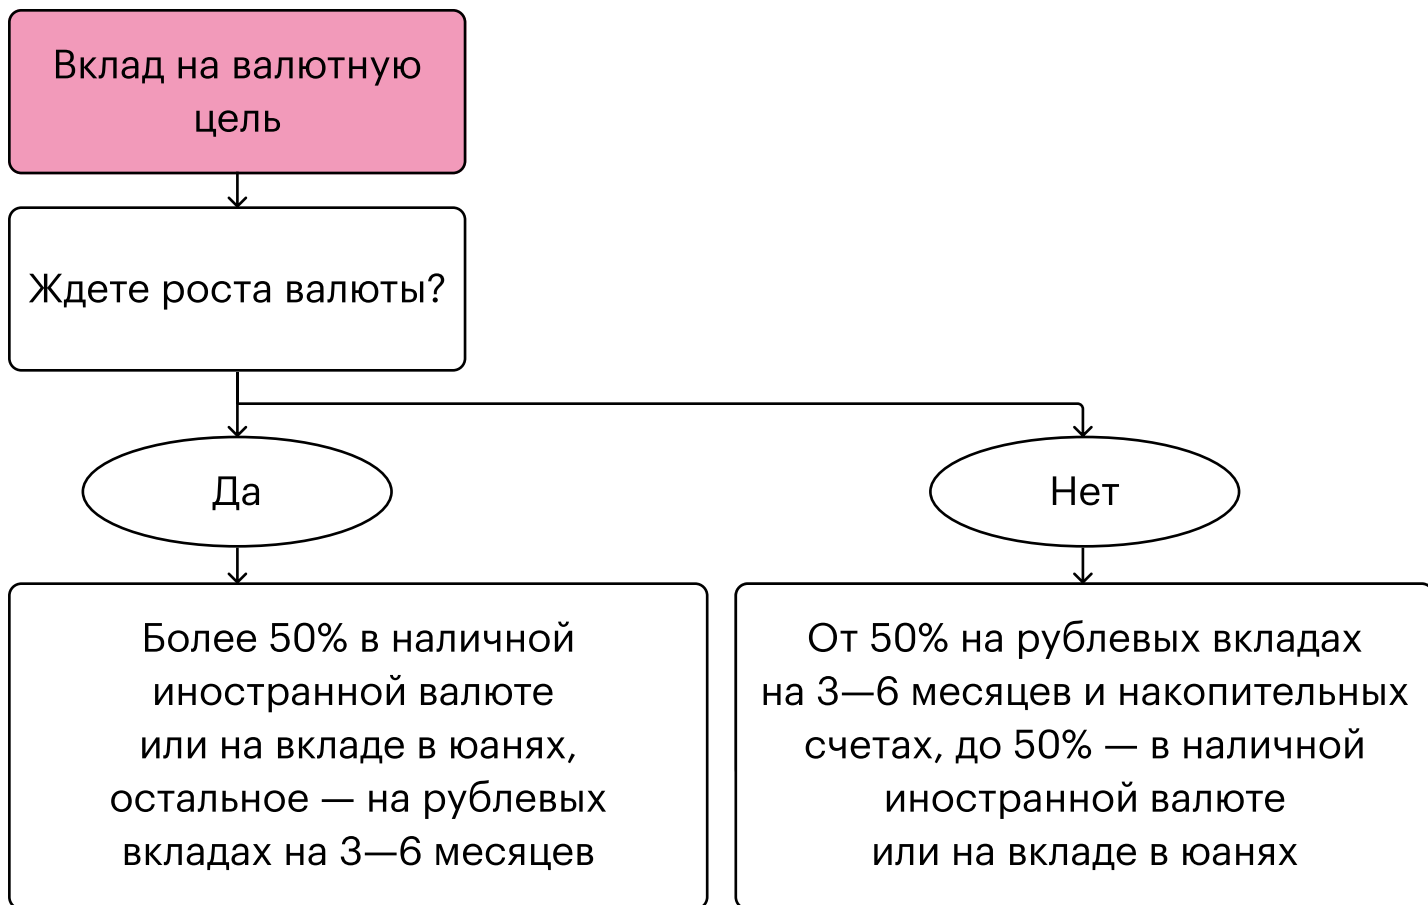 Вклад на валютную
цель
Ждете роста валюты?
Да
Нет
Более 50% в наличной
иностранной валюте
или на вкладе в юанях,
остальное — на рублевых
вкладах на 3—6 месяцев
От 50% на рублевых вкладах
на 3—6 месяцев и накопительных
счетах, до 50% — в наличной
иностранной валюте
или на вкладе в юанях